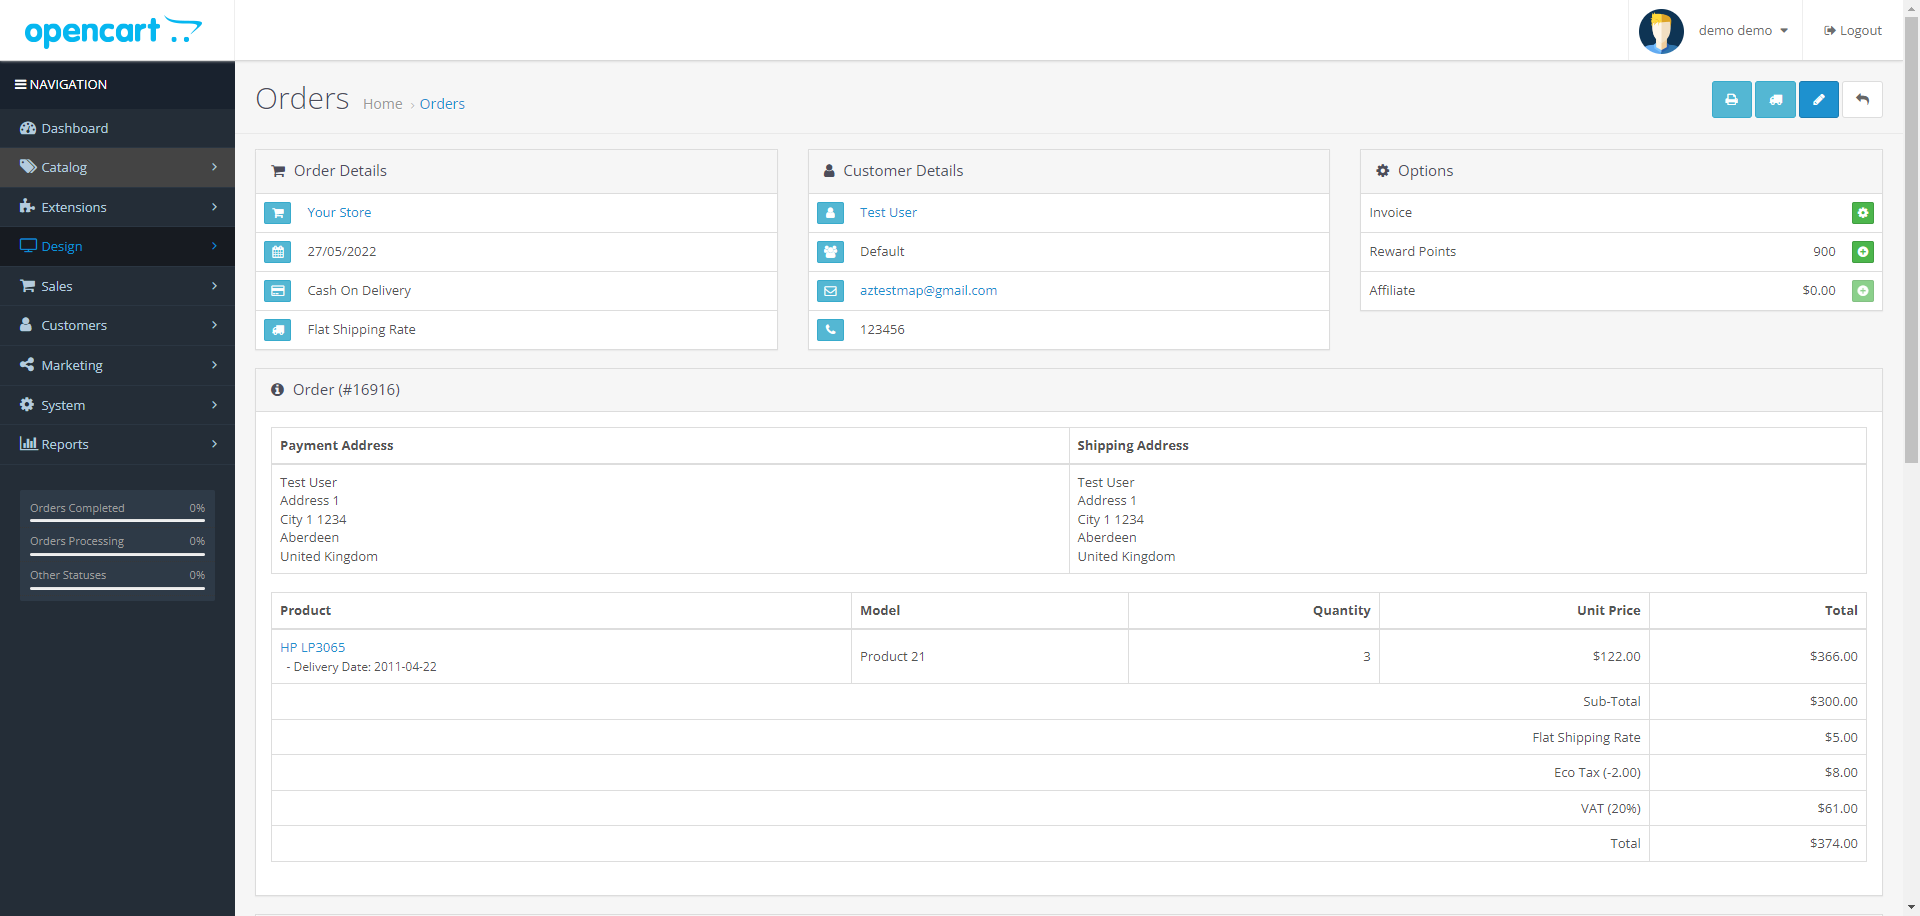 opencart
demo demo
Logout
NAVIGATION
Dashboard
Catalog
Extensions
Design
Sales
Customers
Marketing
System
Reports
Orders Completed 0%
Orders Processing 0%
Other Statuses 0%
Orders
Home › Orders
Order Details
Your Store
27/05/2022
Cash On Delivery
Flat Shipping Rate
Customer Details
Test User
Default
aztestmap@gmail.com
123456
Options
Invoice
Reward Points 900
Affiliate $0.00
Order (#16916)
Payment Address Shipping Address
Test User Test User
Address 1 Address 1
City 1 1234 City 1 1234
Aberdeen Aberdeen
United Kingdom United Kingdom
Product Model Quantity Unit Price Total
HP LP3065
- Delivery Date: 2011-04-22 Product 21 3 $122.00 $366.00
Sub-Total $300.00
Flat Shipping Rate $5.00
Eco Tax (-2.00) $8.00
VAT (20%) $61.00
Total $374.00